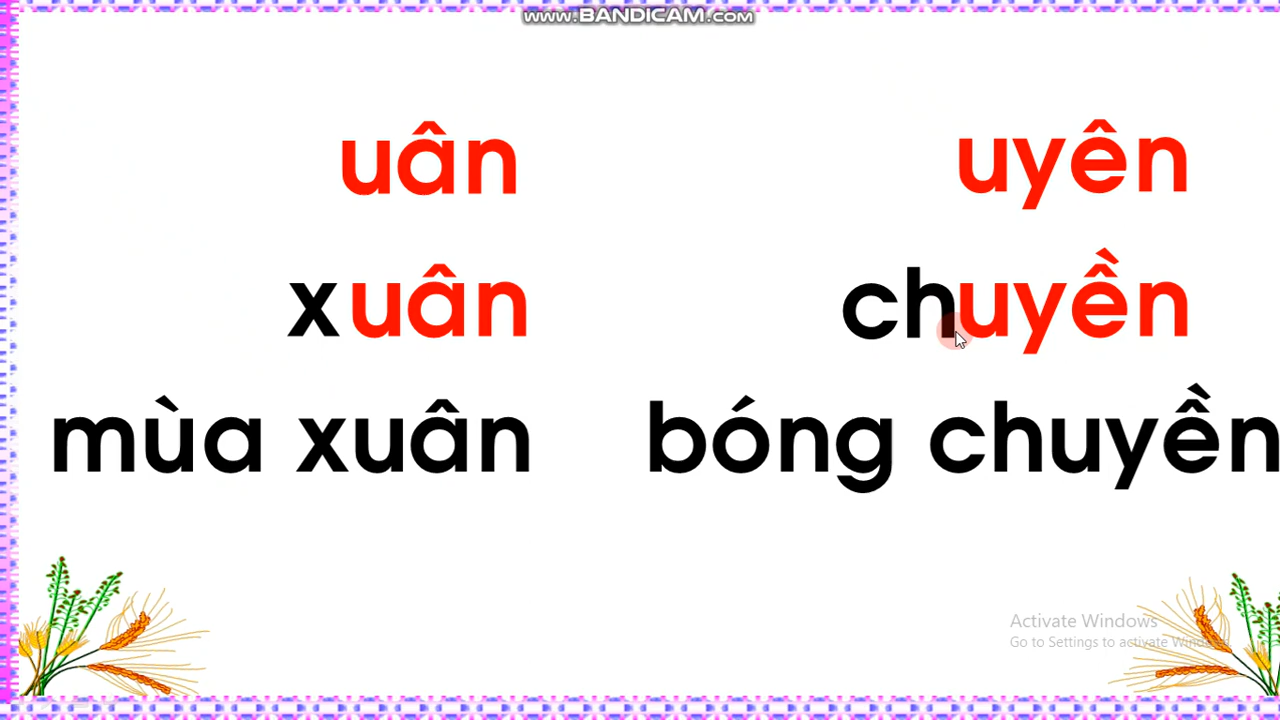 www.BANDICAM.com
uân
uyên
xuân
chuyền
mùa xuân
bóng chuyền
Activate Windows
Go to Settings to activate Windows.